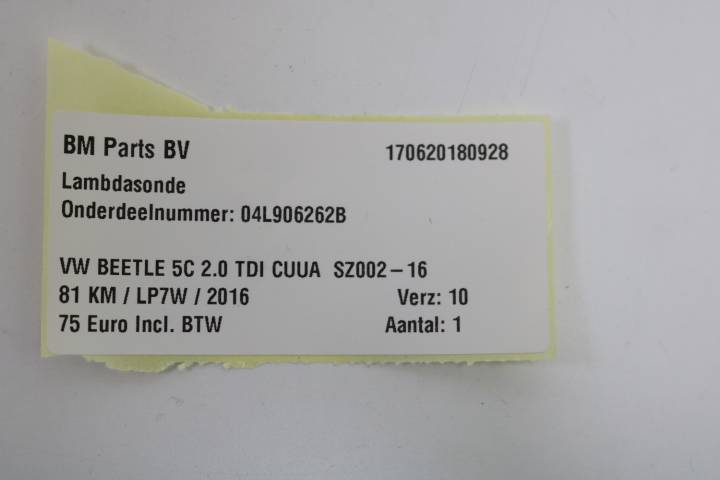 BM Parts BV 170620180928
Lambdasonde
Onderdeelnummer: 04L906262B
VW BEETLE 5C 2.0 TDI CUUA SZ002-16
81 KM / LP7W / 2016 Verz: 10
75 Euro Incl. BTW Aantal: 1